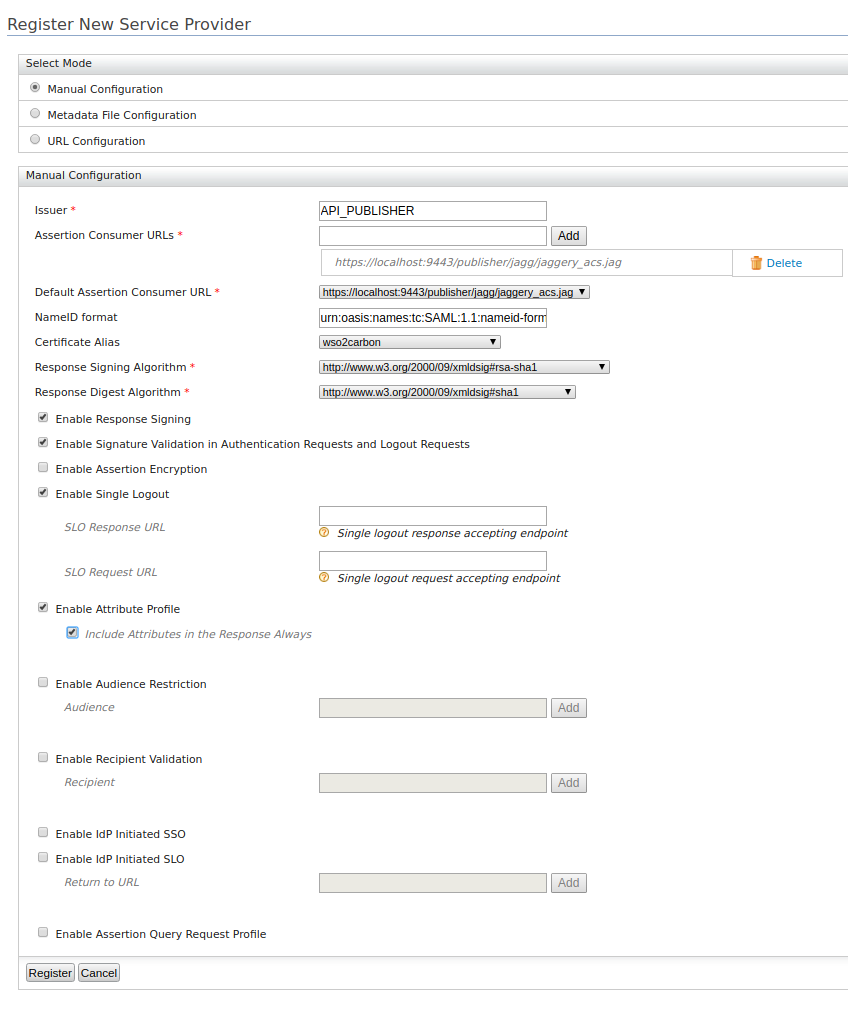 Register New Service Provider
Select Mode
Manual Configuration
Metadata File Configuration
URL Configuration
Manual Configuration
Issuer * API_PUBLISHER
Assertion Consumer URLs * Add
https://localhost:9443/publisher/jagg/jaggery_acs.jag Delete
Default Assertion Consumer URL * https://localhost:9443/publisher/jagg/jaggery_acs.jag
NameID format urn:oasis:names:tc:SAML:1.1:nameid-form
Certificate Alias wso2carbon
Response Signing Algorithm * http://www.w3.org/2000/09/xmldsig#rsa-sha1
Response Digest Algorithm * http://www.w3.org/2000/09/xmldsig#sha1
Enable Response Signing
Enable Signature Validation in Authentication Requests and Logout Requests
Enable Assertion Encryption
Enable Single Logout
SLO Response URL
Single logout response accepting endpoint
SLO Request URL
Single logout request accepting endpoint
Enable Attribute Profile
Include Attributes in the Response Always
Enable Audience Restriction
Audience Add
Enable Recipient Validation
Recipient Add
Enable IdP Initiated SSO
Enable IdP Initiated SLO
Return to URL Add
Enable Assertion Query Request Profile
Register Cancel